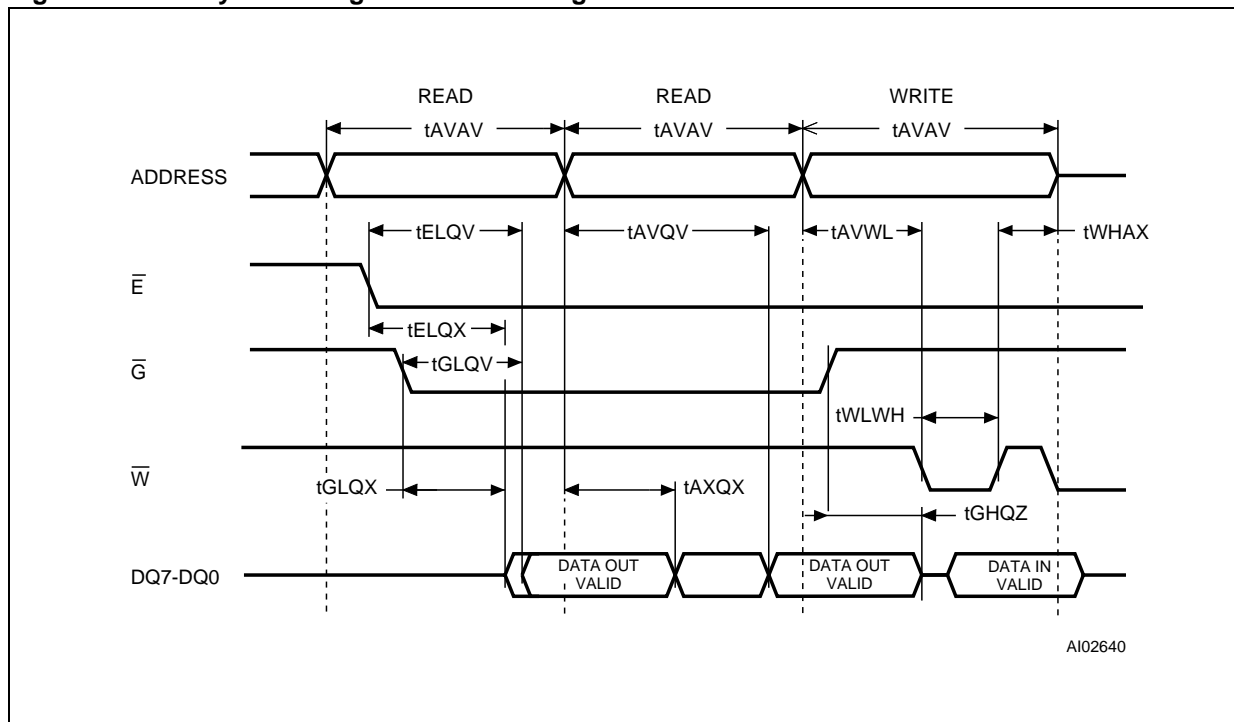 READ READ WRITE
tAVAV tAVAV tAVAV
ADDRESS
tELQV tAVQV tAVWL tWHAX
E̅
tELQX
tGLQV
G̅
tWLWH
W̅
tGLQX tAXQX
tGHQZ
DQ7-DQ0
DATA OUT VALID
DATA OUT VALID
DATA IN VALID
AI02640